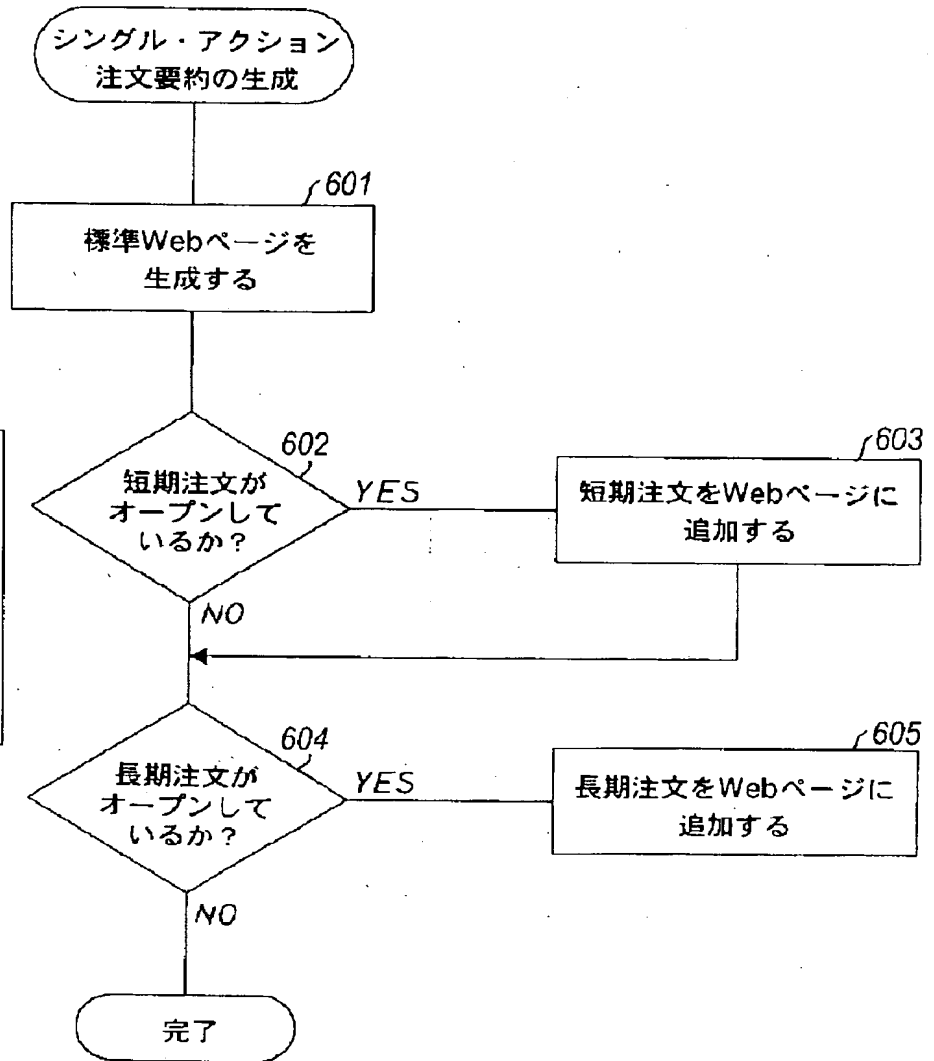 シングル・アクション
注文要約の生成
601
標準Webページを
生成する
602
短期注文が
オープンして
いるか？
YES
603
短期注文をWebページに
追加する
NO
604
長期注文が
オープンして
いるか？
YES
605
長期注文をWebページに
追加する
NO
完了